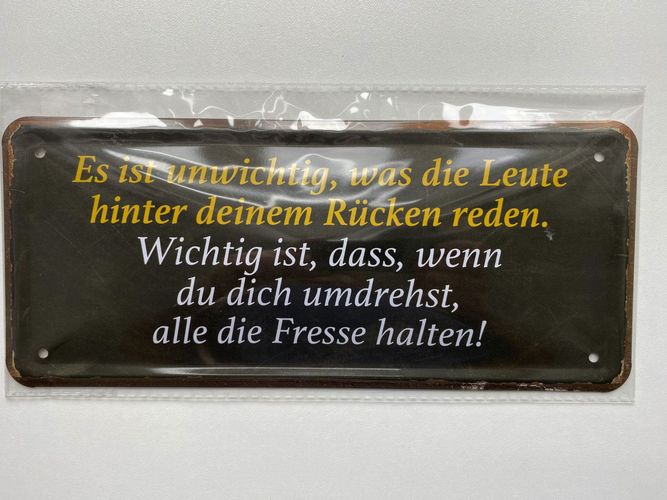 Es ist unwichtig, was die Leute
hinter deinem Rücken reden.
Wichtig ist, dass, wenn
du dich umdrehst,
alle die Fresse halten!